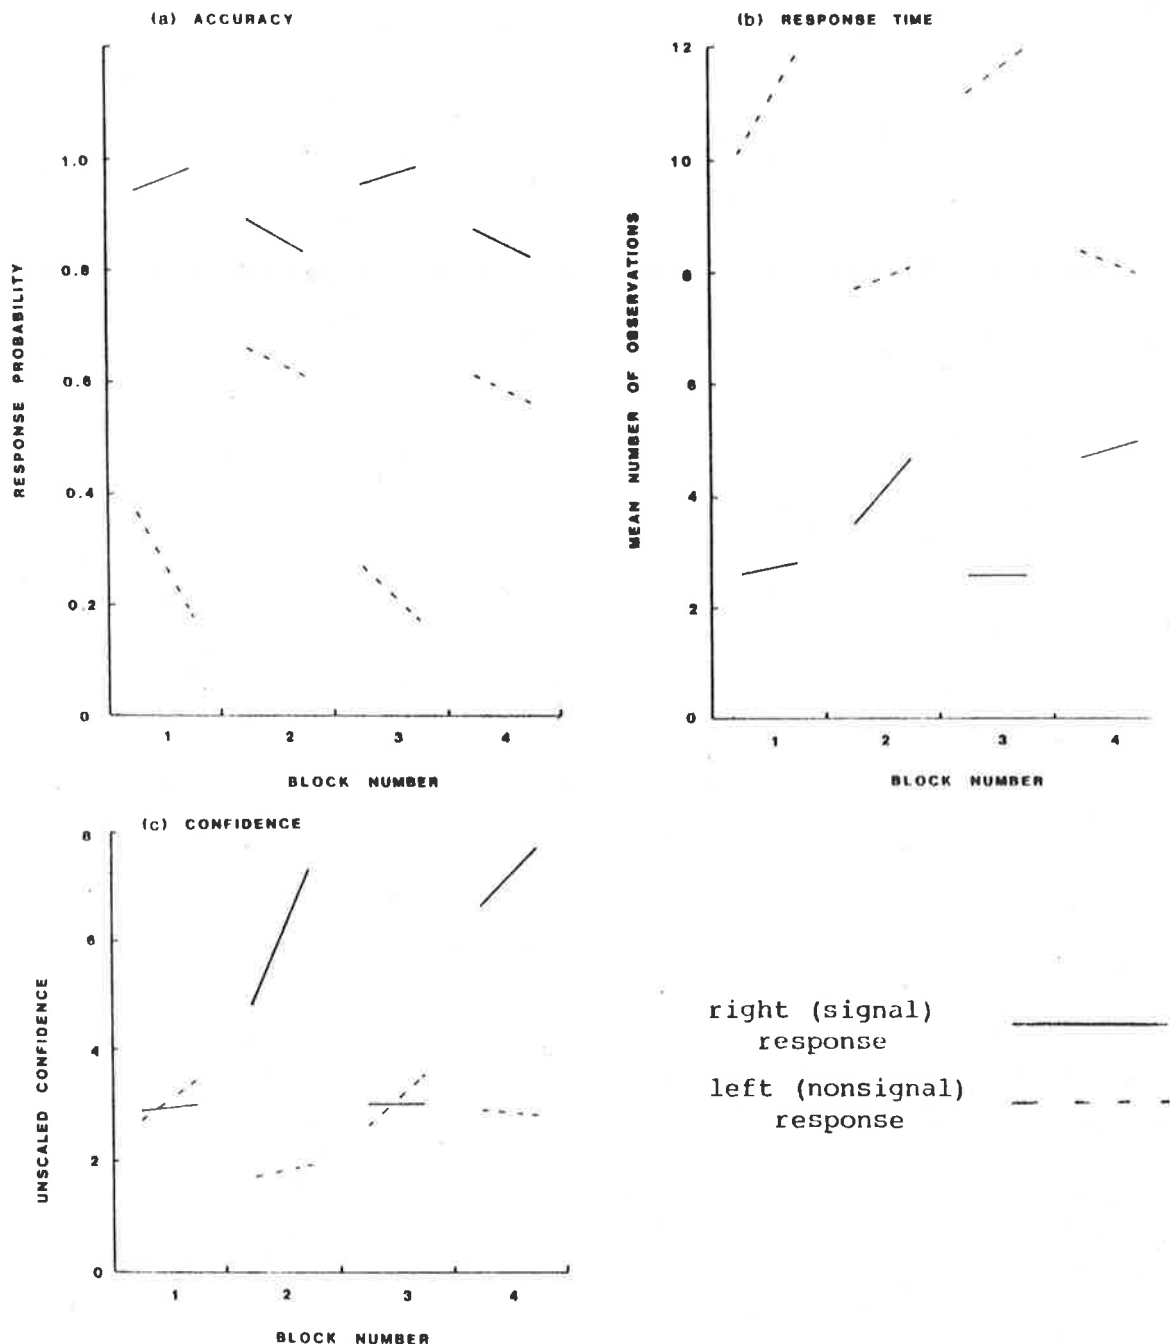 (a) ACCURACY
RESPONSE PROBABILITY
1.0
0.8
0.6
0.4
0.2
0
1 2 3 4
BLOCK NUMBER
(b) RESPONSE TIME
MEAN NUMBER OF OBSERVATIONS
12
10
8
6
4
2
0
1 2 3 4
BLOCK NUMBER
(c) CONFIDENCE
UNSCALED CONFIDENCE
8
6
4
2
0
1 2 3 4
BLOCK NUMBER
right (signal)
response
left (nonsignal)
response